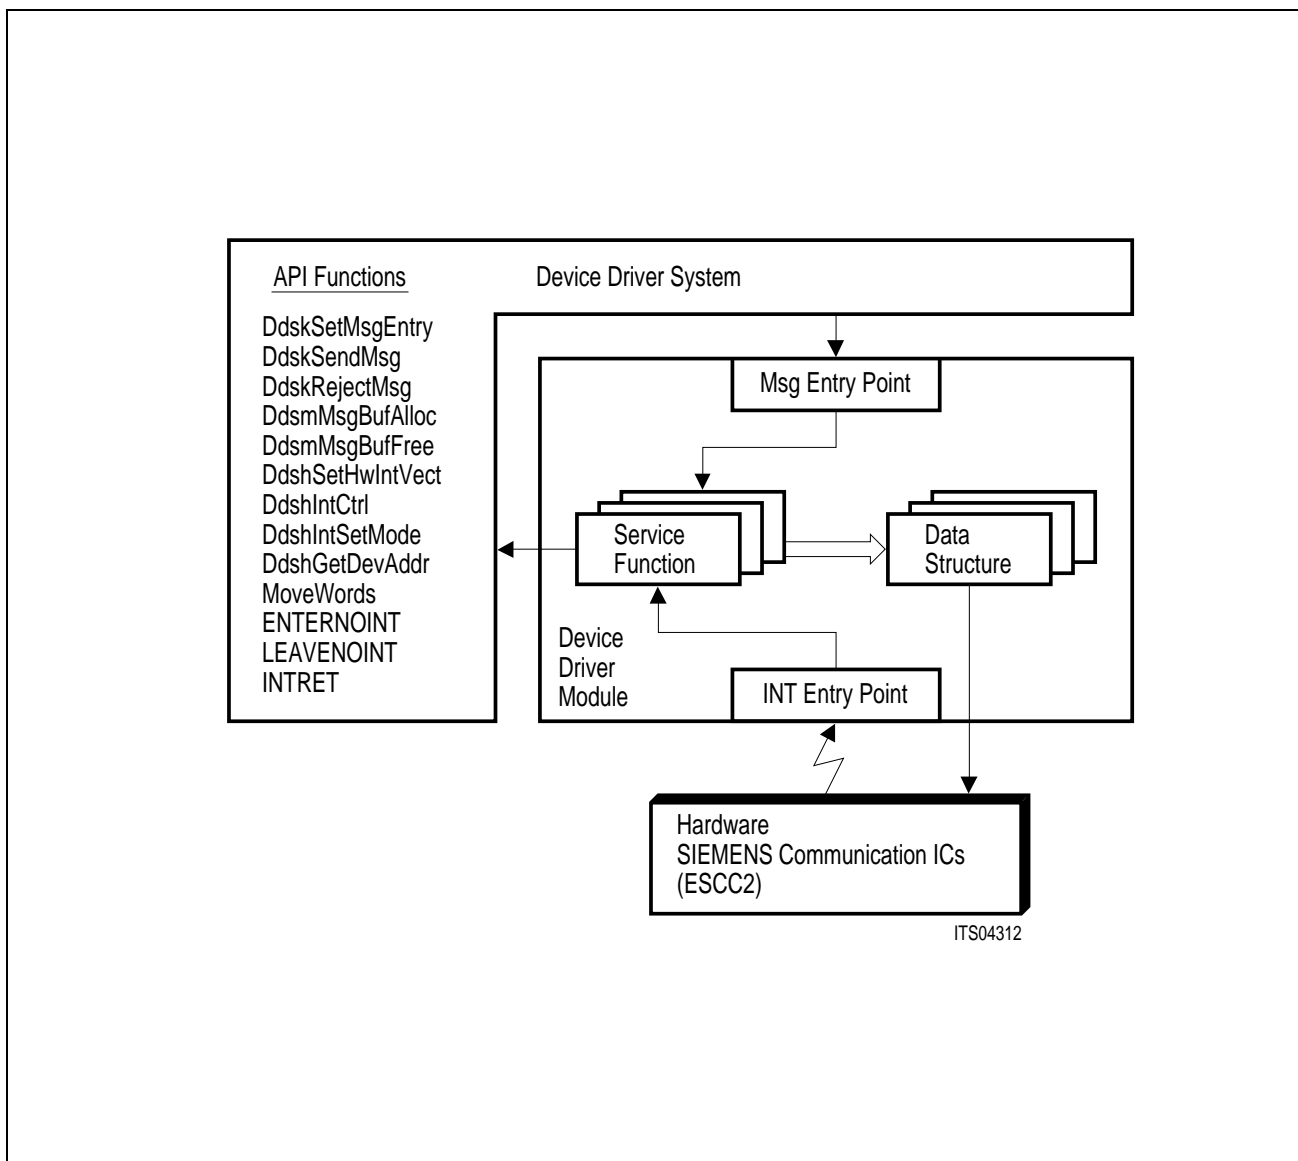 API Functions
Device Driver System
DdskSetMsgEntry
DdskSendMsg
DdskRejectMsg
DdsmMsgBufAlloc
DdsmMsgBufFree
DdshSetHwIntVect
DdshIntCtrl
DdshIntSetMode
DdshGetDevAddr
MoveWords
ENTERNOINT
LEAVENOINT
INTRET
Msg Entry Point
Service
Function
Data
Structure
Device
Driver
Module
INT Entry Point
Hardware
SIEMENS Communication ICs
(ESCC2)
ITS04312